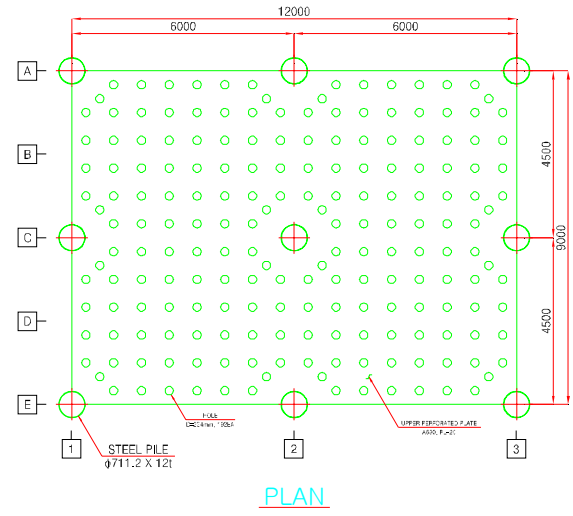 12000
6000
6000
A
B
4500
C
9000
D
4500
E
HOLE
UPPER PERFORATED PLATE
1
STEEL PILE
2
3
ϕ711.2 X 12t
PLAN